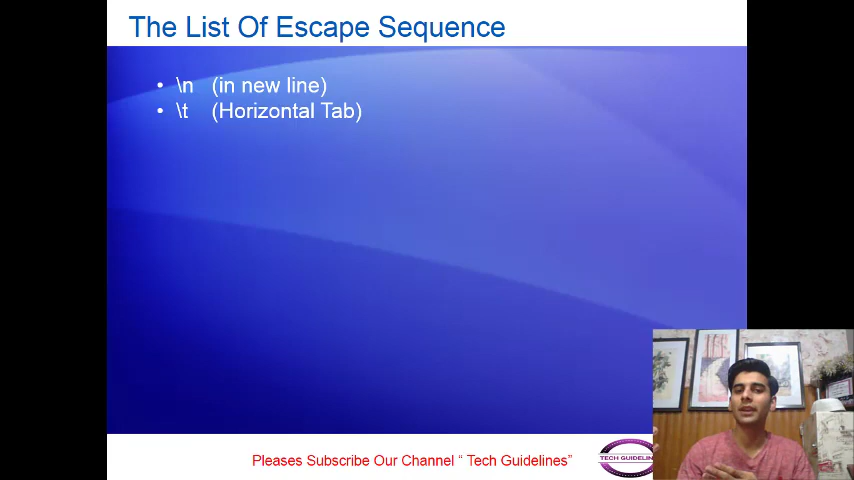 The List Of Escape Sequence
• \n (in new line)
• \t (Horizontal Tab)
Pleases Subscribe Our Channel “ Tech Guidelines”
TECH GUIDELIN